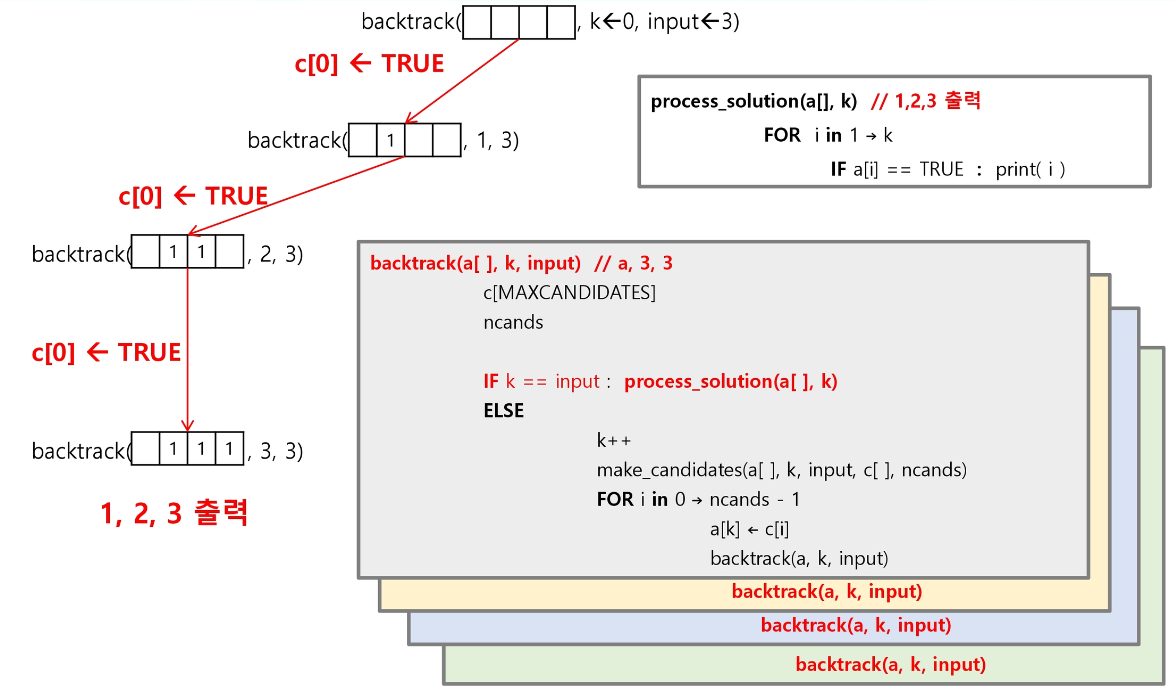 backtrack( , k←0, input←3)
c[0] ← TRUE
backtrack( 1 , 1, 3)
c[0] ← TRUE
backtrack( 1 1 , 2, 3)
c[0] ← TRUE
backtrack( 1 1 1 , 3, 3)
1, 2, 3 출력
process_solution(a[], k) // 1,2,3 출력
FOR i in 1 → k
IF a[i] == TRUE : print( i )
backtrack(a[ ], k, input) // a, 3, 3
c[MAXCANDIDATES]
ncands
IF k == input : process_solution(a[ ], k)
ELSE
k++
make_candidates(a[ ], k, input, c[ ], ncands)
FOR i in 0 → ncands - 1
a[k] ← c[i]
backtrack(a, k, input)
backtrack(a, k, input)
backtrack(a, k, input)
backtrack(a, k, input)